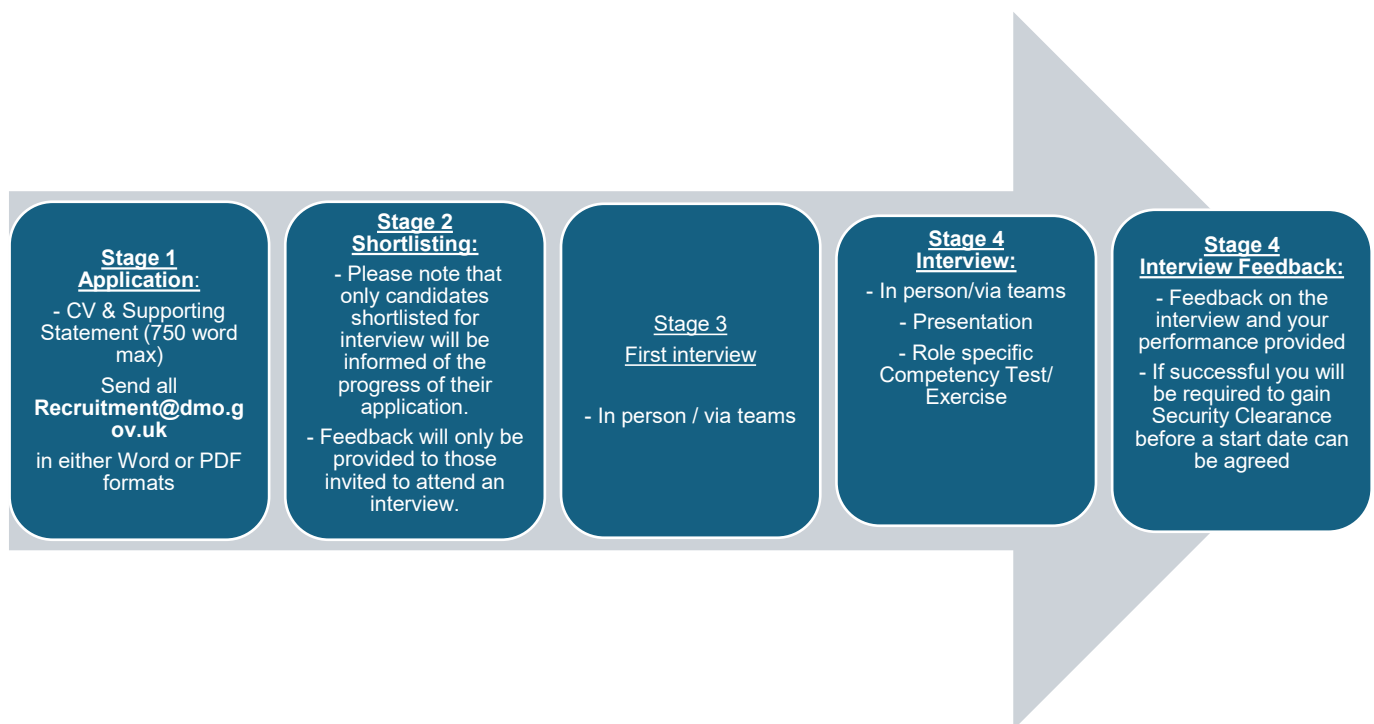 Stage 1
Application:
- CV & Supporting
Statement (750 word
max)
Send all
Recruitment@dmo.g
ov.uk
in either Word or PDF
formats
Stage 2
Shortlisting:
- Please note that
only candidates
shortlisted for
interview will be
informed of the
progress of their
application.
- Feedback will only be
provided to those
invited to attend an
interview.
Stage 3
First interview
- In person / via teams
Stage 4
Interview:
- In person/via teams
- Presentation
- Role specific
Competency Test/
Exercise
Stage 4
Interview Feedback:
- Feedback on the
interview and your
performance provided
- If successful you will
be required to gain
Security Clearance
before a start date can
be agreed